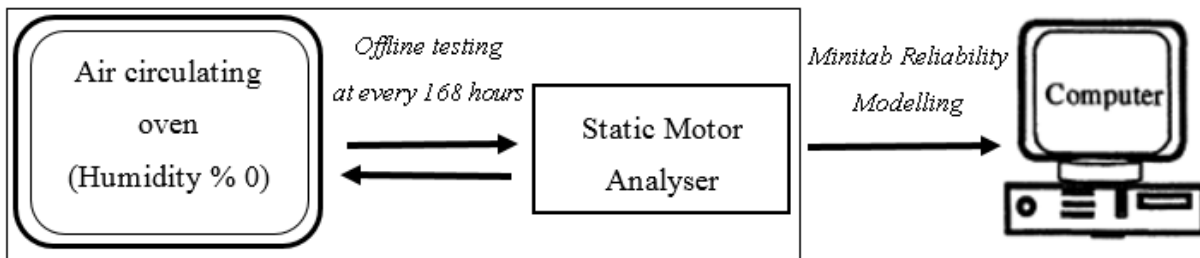 Air circulating
oven
(Humidity % 0)
Offline testing
at every 168 hours
Static Motor
Analyser
Minitab Reliability
Modelling
Computer